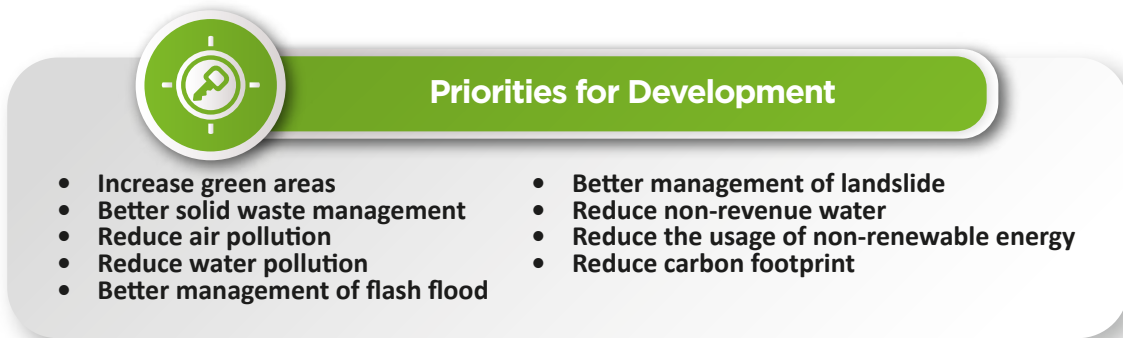 Priorities for Development
• Increase green areas
• Better solid waste management
• Reduce air pollution
• Reduce water pollution
• Better management of flash flood
• Better management of landslide
• Reduce non-revenue water
• Reduce the usage of non-renewable energy
• Reduce carbon footprint